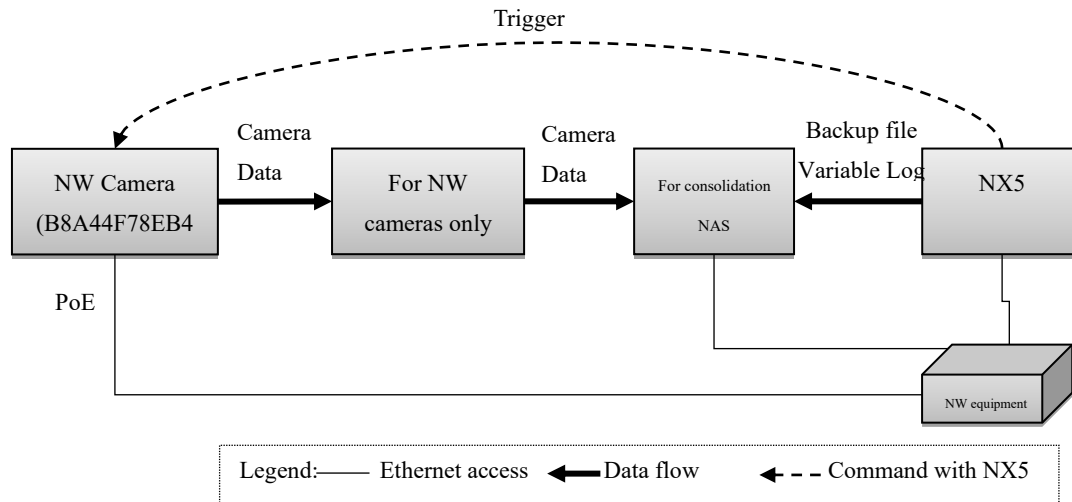 Trigger
Camera
Data
Camera
Data
Backup file
Variable Log
NW Camera
(B8A44F78EB4
For NW
cameras only
For consolidation
NAS
NX5
PoE
NW equipment
Legend: Ethernet access Data flow Command with NX5